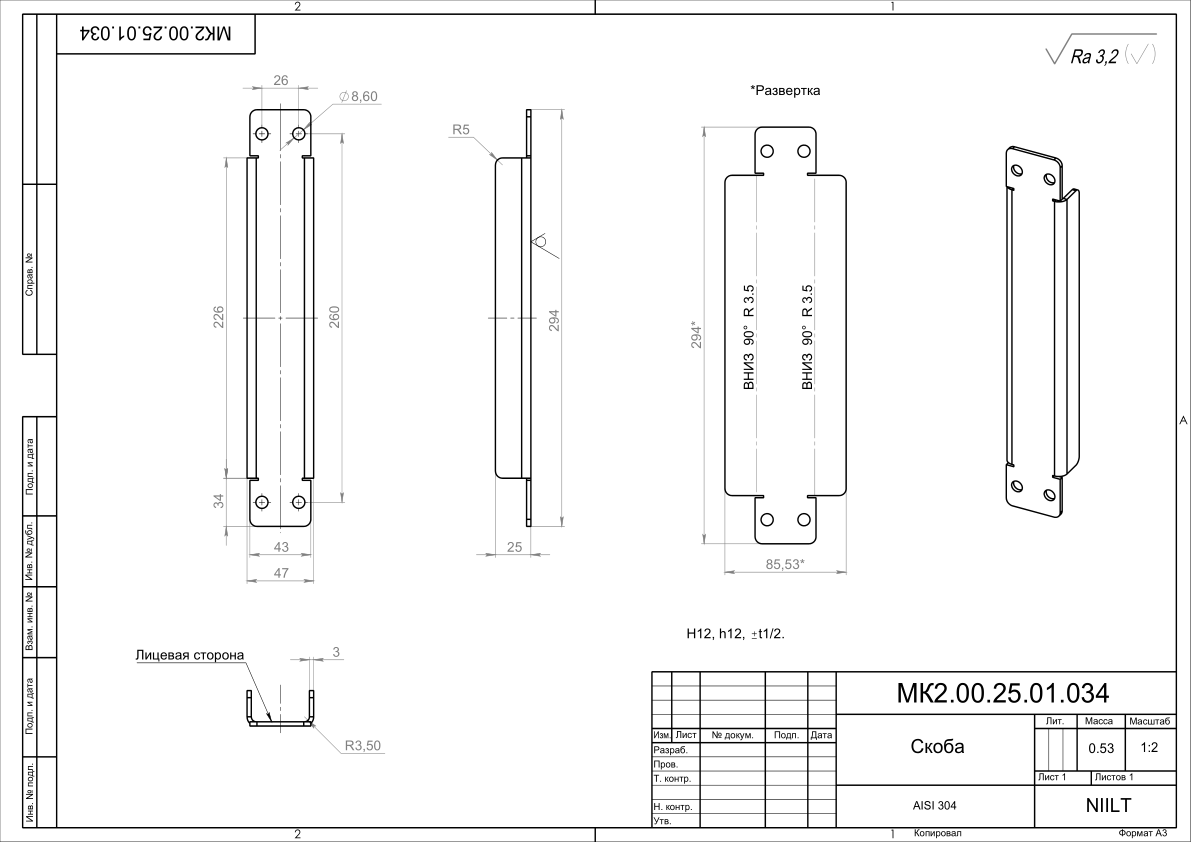 2
1
МК2.00.25.01.034
Ra 3,2 (√)
26
∅8,60
226
260
34
43
47
R5
294
25
*Развертка
ВНИЗ 90° R 3.5
ВНИЗ 90° R 3.5
294*
85,53*
Лицевая сторона
3
R3,50
H12, h12, ±t1/2.
A
Справ. №
Подп. и дата
Инв. № дубл.
Взам. инв. №
Подп. и дата
Инв. № подл.
МК2.00.25.01.034
Изм. Лист № докум. Подп. Дата
Разраб.
Пров.
Т. контр.
Н. контр.
Утв.
Скоба
Лит. Масса Масштаб
0.53 1:2
Лист 1 Листов 1
AISI 304
NIILT
2
1
Копировал
Формат А3